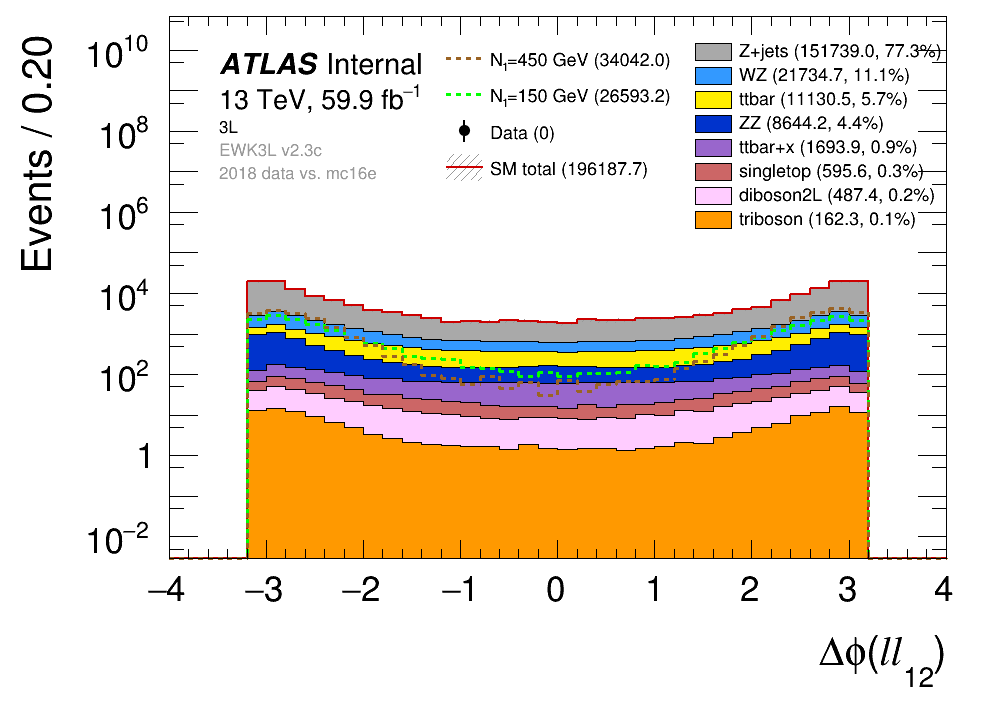 Events / 0.20
10^10
10^8
10^6
10^4
10^2
1
10^−2
ATLAS Internal
13 TeV, 59.9 fb^−1
3L
EWK3L v2.3c
2018 data vs. mc16e
N_1=450 GeV (34042.0)
N_1=150 GeV (26593.2)
Data (0)
SM total (196187.7)
Z+jets (151739.0, 77.3%)
WZ (21734.7, 11.1%)
ttbar (11130.5, 5.7%)
ZZ (8644.2, 4.4%)
ttbar+x (1693.9, 0.9%)
singletop (595.6, 0.3%)
diboson2L (487.4, 0.2%)
triboson (162.3, 0.1%)
−4 −3 −2 −1 0 1 2 3 4
Δϕ(ll_12)